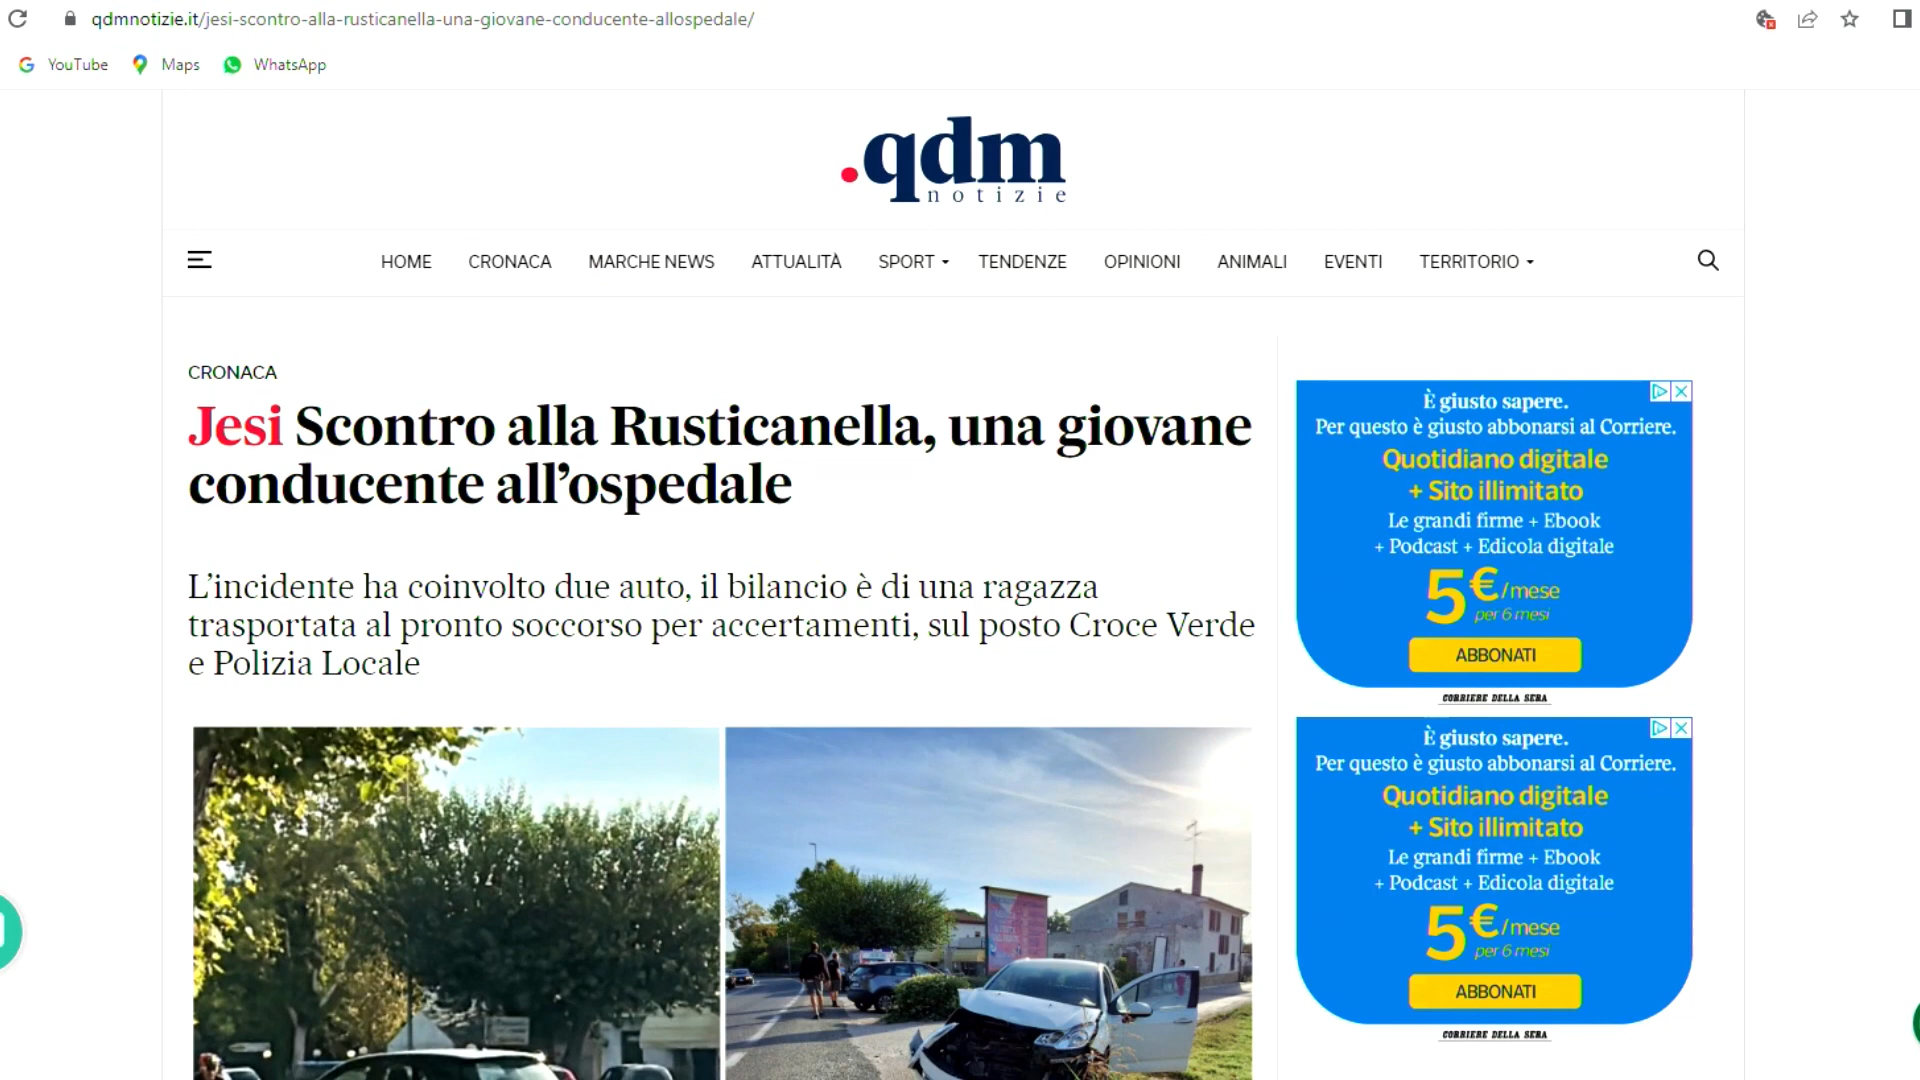 qdmnotizie.it/jesi-scontro-alla-rusticanella-una-giovane-conducente-allospedale/
YouTube Maps WhatsApp
.qdm
notizie
HOME CRONACA MARCHE NEWS ATTUALITÀ SPORT TENDENZE OPINIONI ANIMALI EVENTI TERRITORIO
CRONACA
Jesi Scontro alla Rusticanella, una giovane
conducente all’ospedale
L’incidente ha coinvolto due auto, il bilancio è di una ragazza
trasportata al pronto soccorso per accertamenti, sul posto Croce Verde
e Polizia Locale
È giusto sapere.
Per questo è giusto abbonarsi al Corriere.
Quotidiano digitale
+ Sito illimitato
Le grandi firme + Ebook
+ Podcast + Edicola digitale
5€/mese
per 6 mesi
ABBONATI
CORRIERE DELLA SERA
È giusto sapere.
Per questo è giusto abbonarsi al Corriere.
Quotidiano digitale
+ Sito illimitato
Le grandi firme + Ebook
+ Podcast + Edicola digitale
5€/mese
per 6 mesi
ABBONATI
CORRIERE DELLA SERA